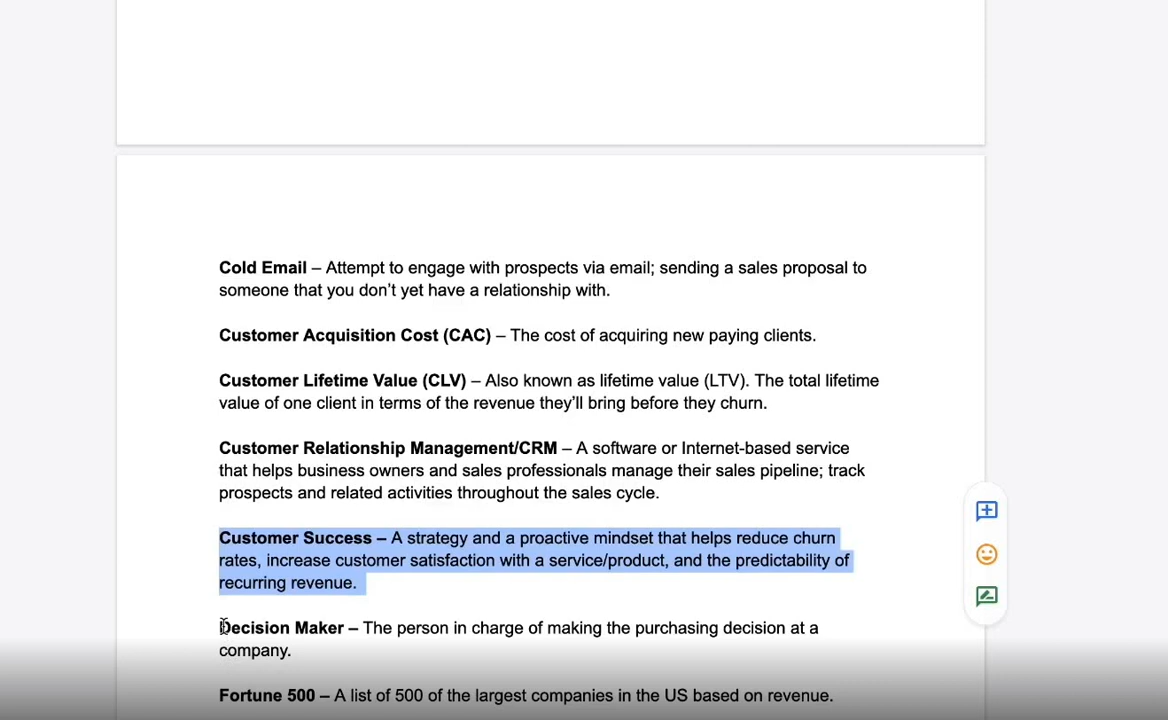 Cold Email – Attempt to engage with prospects via email; sending a sales proposal to
someone that you don’t yet have a relationship with.
Customer Acquisition Cost (CAC) – The cost of acquiring new paying clients.
Customer Lifetime Value (CLV) – Also known as lifetime value (LTV). The total lifetime
value of one client in terms of the revenue they’ll bring before they churn.
Customer Relationship Management/CRM – A software or Internet-based service
that helps business owners and sales professionals manage their sales pipeline; track
prospects and related activities throughout the sales cycle.
Customer Success – A strategy and a proactive mindset that helps reduce churn
rates, increase customer satisfaction with a service/product, and the predictability of
recurring revenue.
Decision Maker – The person in charge of making the purchasing decision at a
company.
Fortune 500 – A list of 500 of the largest companies in the US based on revenue.